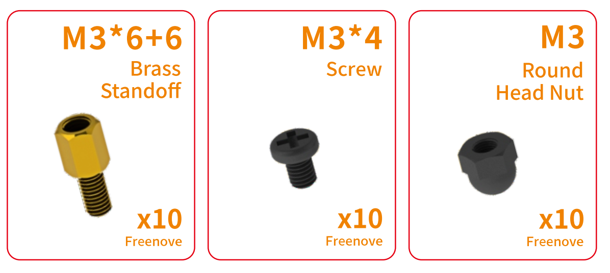 M3*6+6
Brass
Standoff
x10
Freenove
M3*4
Screw
x10
Freenove
M3
Round
Head Nut
x10
Freenove